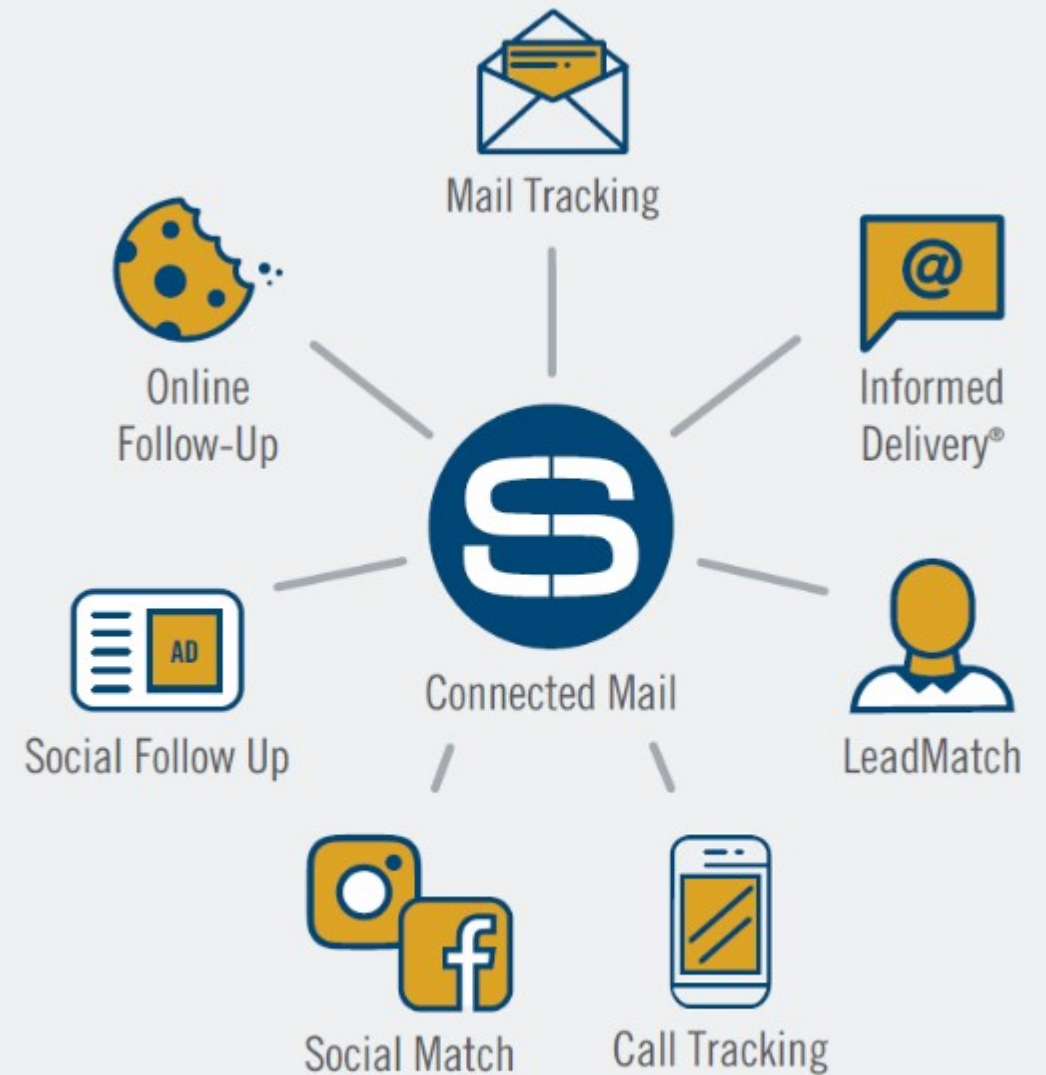 Mail Tracking
@
Informed
Delivery®
LeadMatch
Call Tracking
f
Social Match
AD
Social Follow Up
Online
Follow-Up
S
Connected Mail